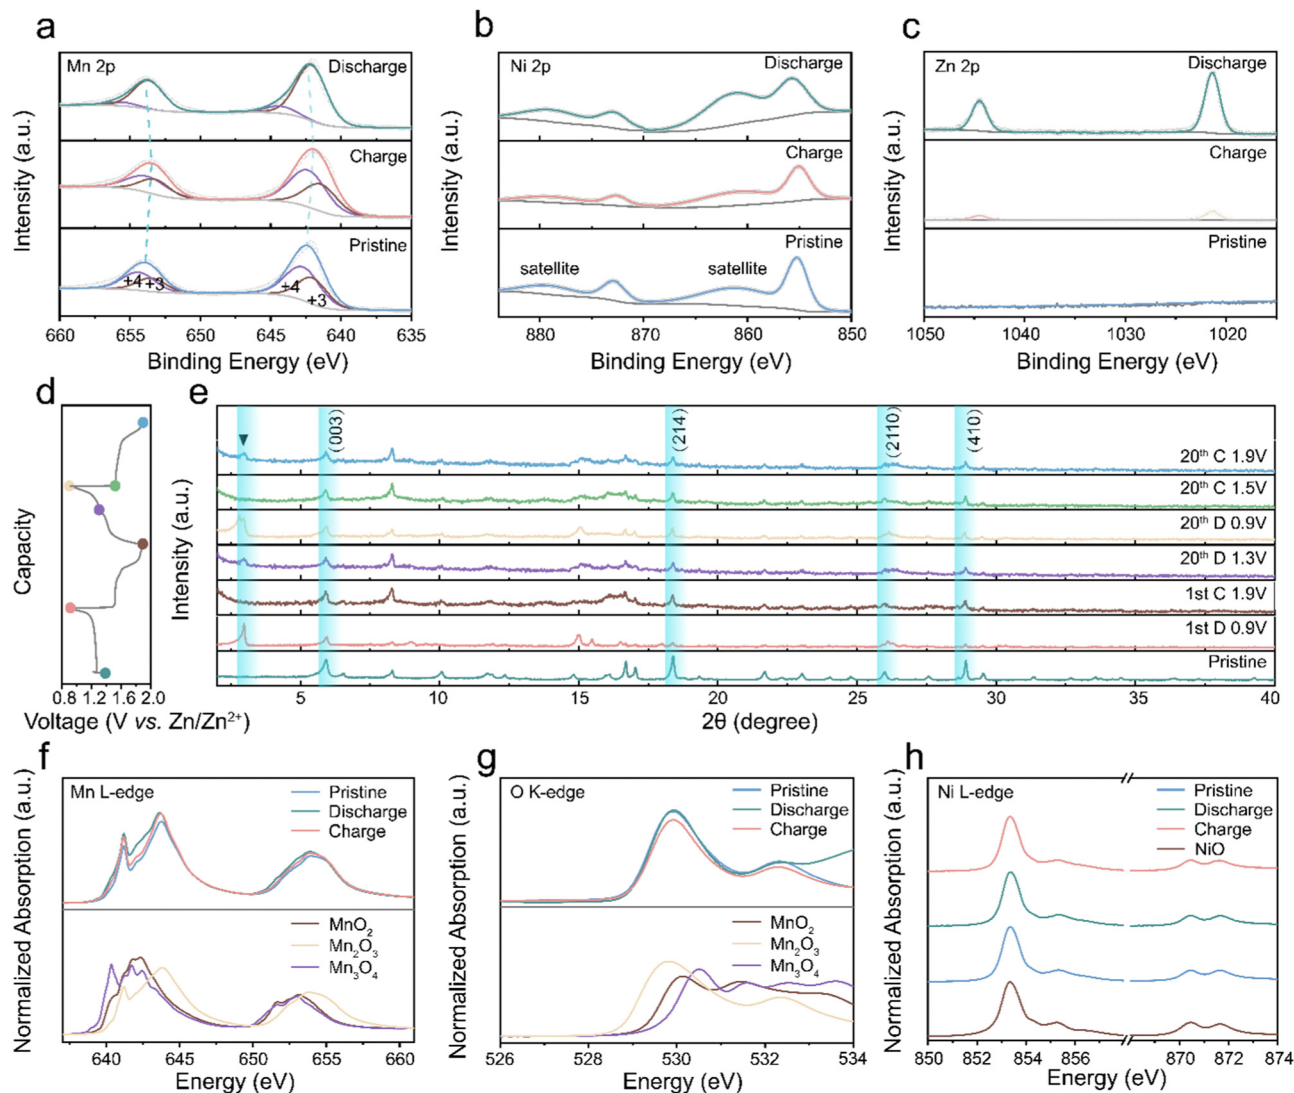 a
Mn 2p
Discharge
Charge
Pristine
+4
+3
+4
+3
Intensity (a.u.)
660 655 650 645 640 635
Binding Energy (eV)
b
Ni 2p
Discharge
Charge
Pristine
satellite
satellite
Intensity (a.u.)
880 870 860 850
Binding Energy (eV)
c
Zn 2p
Discharge
Charge
Pristine
Intensity (a.u.)
1050 1040 1030 1020
Binding Energy (eV)
d
Capacity
0.8 1.2 1.6 2.0
Voltage (V vs. Zn/Zn²⁺)
e
Intensity (a.u.)
(003)
(214)
(2110)
(410)
20th C 1.9V
20th C 1.5V
20th D 0.9V
20th D 1.3V
1st C 1.9V
1st D 0.9V
Pristine
5 10 15 20 25 30 35 40
2θ (degree)
f
Mn L-edge
Pristine
Discharge
Charge
MnO₂
Mn₂O₃
Mn₃O₄
Normalized Absorption (a.u.)
640 645 650 655 660
Energy (eV)
g
O K-edge
Pristine
Discharge
Charge
MnO₂
Mn₂O₃
Mn₃O₄
Normalized Absorption (a.u.)
526 528 530 532 534
Energy (eV)
h
Ni L-edge
Pristine
Discharge
Charge
NiO
Normalized Absorption (a.u.)
850 852 854 856 870 872 874
Energy (eV)